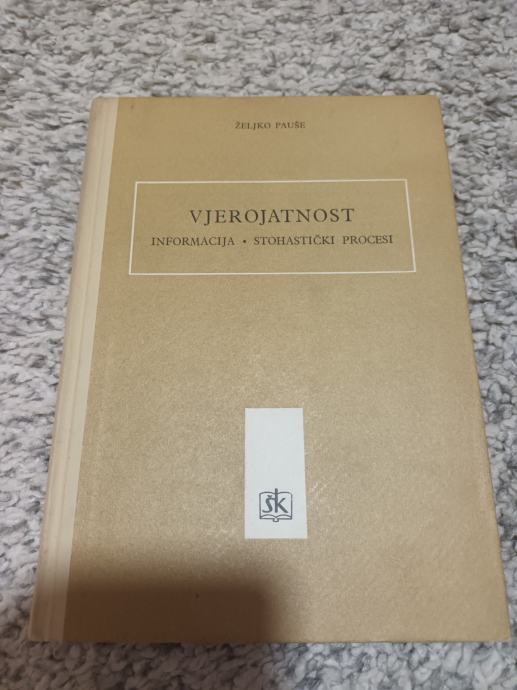 ŽELJKO PAUŠE
VJEROJATNOST
INFORMACIJA • STOHASTIČKI PROCESI
ŠK